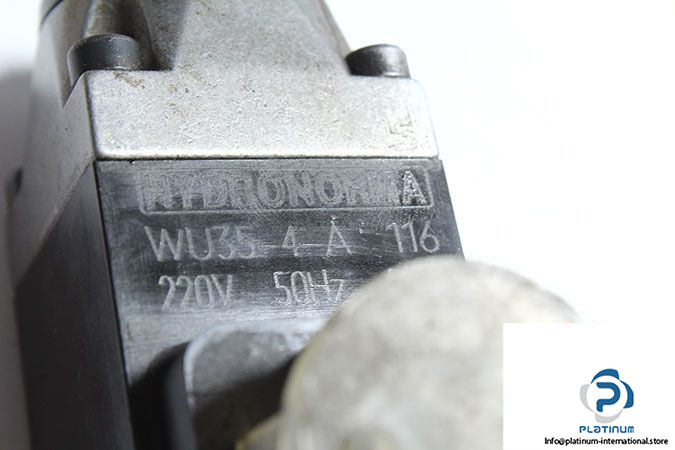 HYDRONORMA
WU35-4-A 116
220V 50Hz
PLATINUM
Info@platinum-international.store